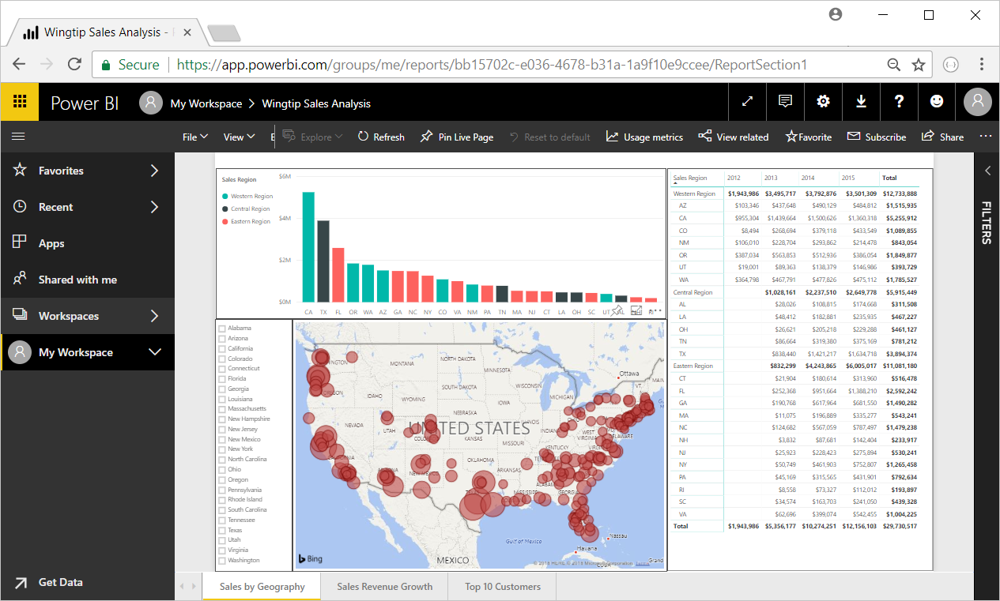 Wingtip Sales Analysis -
Secure https://app.powerbi.com/groups/me/reports/bb15702c-e036-4678-b31a-1a9f10e9ccee/ReportSection1
Power BI My Workspace > Wingtip Sales Analysis
File View Explore Refresh Pin Live Page Reset to default Usage metrics View related Favorite Subscribe Share
Favorites
Recent
Apps
Shared with me
Workspaces
My Workspace
Get Data
Sales Region
Western Region
Central Region
Eastern Region
$6M
$4M
$2M
$0M
CA TX FL OR WA AZ GA NC NY CO VA NM PA TN MA NJ CT LA OH SC UT AL NH RI
Alabama
Arizona
California
Colorado
Connecticut
Florida
Georgia
Louisiana
Massachusetts
New Hampshire
New Jersey
New Mexico
New York
North Carolina
Ohio
Oregon
Pennsylvania
Rhode Island
South Carolina
Tennessee
Texas
Utah
Virginia
Washington
MONTANA
NORTH DAKOTA
MINNESOTA
Ottawa
SOUTH DAKOTA
WISCONSIN
MICHIGAN
IDAHO
WYOMING
IOWA
NEBRASKA
NEVADA
UTAH
UNITED STATES
INDIANA
KANSAS
MISSOURI
WEST
VIRGINIA
DELAWARE
KENTUCKY
OKLAHOMA
ARKANSAS
MISSISSIPPI
GEORGIA
Gulf of Mexico
Nassau
Havana
MEXICO
Bing
Sales Region 2012 2013 2014 2015 Total
Western Region $1,943,986 $3,495,717 $3,792,876 $3,501,309 $12,733,888
AZ $103,346 $437,648 $490,129 $484,812 $1,515,935
CA $955,304 $1,439,664 $1,500,626 $1,360,318 $5,255,912
CO $8,494 $268,694 $379,118 $433,549 $1,089,855
NM $106,010 $228,704 $293,862 $214,478 $843,054
OR $387,034 $563,853 $512,936 $386,054 $1,849,877
UT $19,001 $89,363 $138,379 $146,986 $393,729
WA $364,798 $467,791 $477,826 $475,112 $1,785,527
Central Region $1,028,161 $2,237,510 $2,649,778 $5,915,449
AL $28,026 $108,815 $174,668 $311,508
LA $48,412 $182,881 $235,935 $467,227
OH $26,621 $205,218 $229,288 $461,127
TN $86,664 $319,380 $375,169 $781,212
TX $838,440 $1,421,217 $1,634,718 $3,894,374
Eastern Region $832,299 $4,243,865 $6,005,017 $11,081,180
CT $21,904 $180,614 $313,960 $516,478
FL $252,368 $951,664 $1,388,210 $2,592,242
GA $190,768 $617,964 $681,550 $1,490,282
MA $11,075 $196,889 $335,277 $543,241
NC $124,682 $567,059 $787,497 $1,479,238
NH $3,832 $87,681 $142,404 $233,917
NJ $25,923 $228,423 $275,894 $530,241
NY $50,749 $461,903 $752,807 $1,265,458
PA $45,169 $315,565 $431,901 $792,634
RI $8,558 $73,327 $112,012 $193,897
SC $34,574 $163,703 $241,050 $439,328
VA $62,696 $399,074 $542,455 $1,004,225
Total $1,943,986 $5,356,177 $10,274,251 $12,156,103 $29,730,517
FILTERS
Sales by Geography Sales Revenue Growth Top 10 Customers